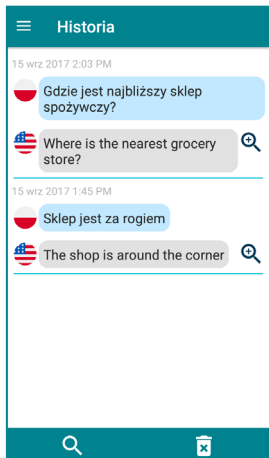 Historia
15 wrz 2017 2:03 PM
Gdzie jest najbliższy sklep
spożywczy?
Where is the nearest grocery
store?
15 wrz 2017 1:45 PM
Sklep jest za rogiem
The shop is around the corner